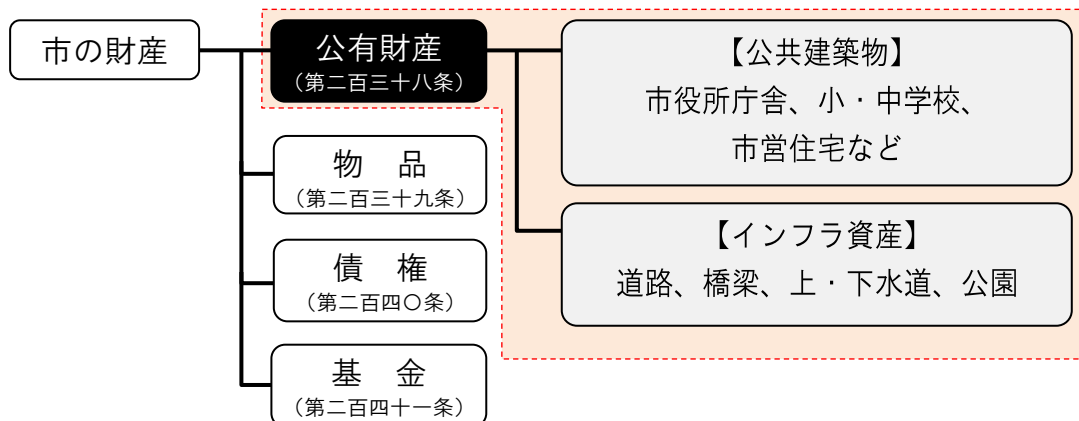 市の財産
公有財産
（第二百三十八条）
【公共建築物】
市役所庁舎、小・中学校、
市営住宅など
物　品
（第二百三十九条）
【インフラ資産】
道路、橋梁、上・下水道、公園
債　権
（第二百四〇条）
基　金
（第二百四十一条）